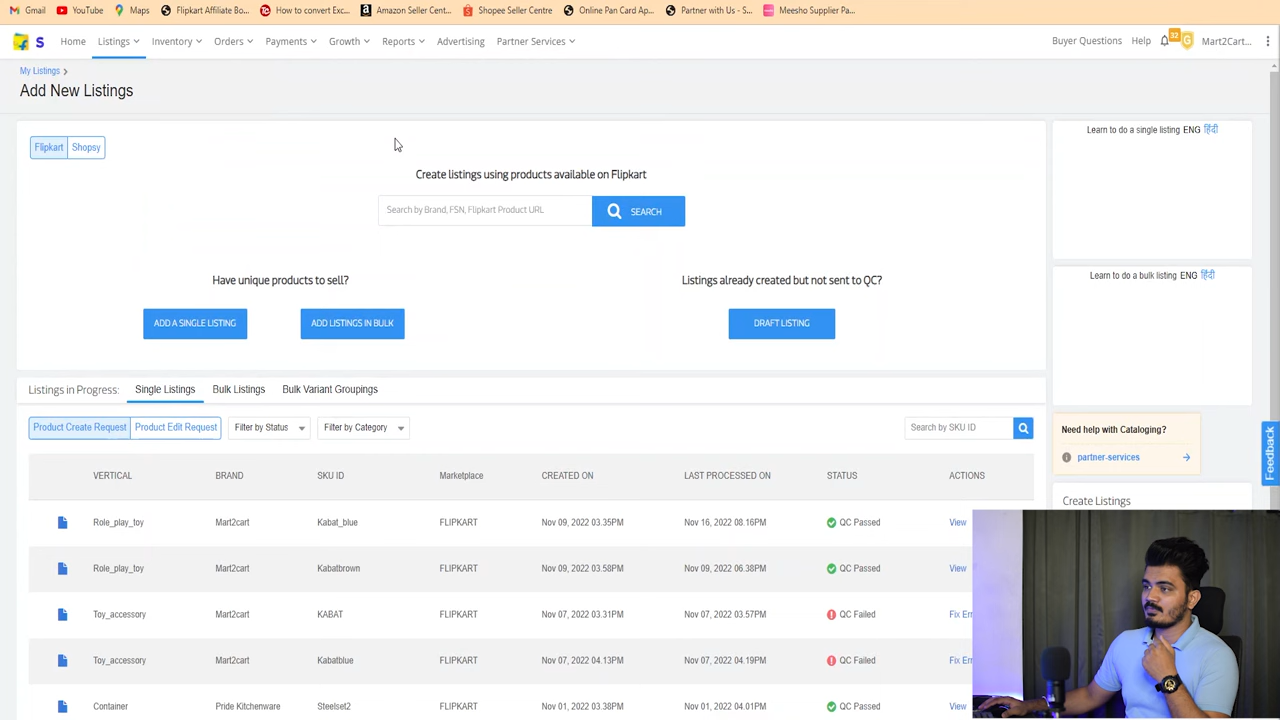 Gmail YouTube Maps Flipkart Affiliate Bo... How to convert Exc... Amazon Seller Cent... Shopee Seller Centre Online Pan Card Ap... Partner with Us - S... Meesho Supplier Pa...
S Home Listings Inventory Orders Payments Growth Reports Advertising Partner Services Buyer Questions Help 32 G Mart2Cart...
My Listings
Add New Listings
Flipkart Shopsy
Learn to do a single listing ENG हिंदी
Create listings using products available on Flipkart
Search by Brand, FSN, Flipkart Product URL SEARCH
Have unique products to sell? Listings already created but not sent to QC?
Learn to do a bulk listing ENG हिंदी
ADD A SINGLE LISTING ADD LISTINGS IN BULK DRAFT LISTING
Listings in Progress: Single Listings Bulk Listings Bulk Variant Groupings
Product Create Request Product Edit Request Filter by Status Filter by Category Search by SKU ID
Need help with Cataloging?
partner-services
Feedback
VERTICAL BRAND SKU ID Marketplace CREATED ON LAST PROCESSED ON STATUS ACTIONS
Create Listings
Role_play_toy Mart2cart Kabat_blue FLIPKART Nov 09, 2022 03.35PM Nov 16, 2022 08.16PM QC Passed View
Role_play_toy Mart2cart Kabatbrown FLIPKART Nov 09, 2022 03.58PM Nov 09, 2022 06.38PM QC Passed View
Toy_accessory Mart2cart KABAT FLIPKART Nov 07, 2022 03.31PM Nov 07, 2022 03.57PM QC Failed Fix Err
Toy_accessory Mart2cart Kabatblue FLIPKART Nov 07, 2022 04.13PM Nov 07, 2022 04.19PM QC Failed Fix Err
Container Pride Kitchenware Steelset2 FLIPKART Nov 01, 2022 03.38PM Nov 01, 2022 04.01PM QC Passed View